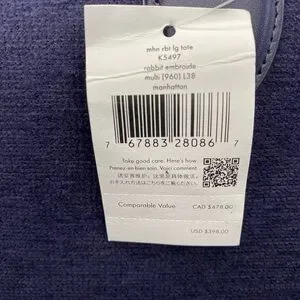 mhn rbt lg tote
K5497
rabbit embroide
multi (960) L38
manhattan
7 67883 28086 7
Take good care. Here's how
Prenez-en bien soin. Voici comment
Comparable Value
CAD $478.00
USD $398.00